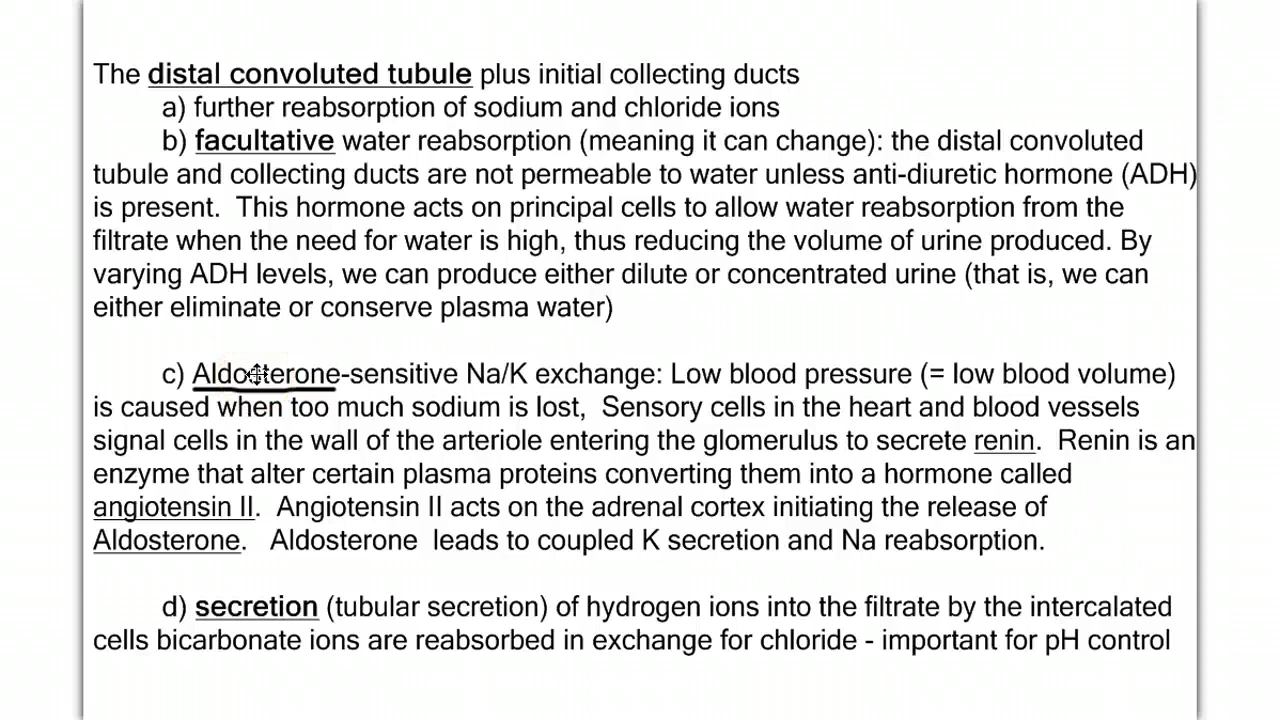 The distal convoluted tubule plus initial collecting ducts
a) further reabsorption of sodium and chloride ions
b) facultative water reabsorption (meaning it can change): the distal convoluted
tubule and collecting ducts are not permeable to water unless anti-diuretic hormone (ADH)
is present.  This hormone acts on principal cells to allow water reabsorption from the
filtrate when the need for water is high, thus reducing the volume of urine produced. By
varying ADH levels, we can produce either dilute or concentrated urine (that is, we can
either eliminate or conserve plasma water)
c) Aldosterone-sensitive Na/K exchange: Low blood pressure (= low blood volume)
is caused when too much sodium is lost,  Sensory cells in the heart and blood vessels
signal cells in the wall of the arteriole entering the glomerulus to secrete renin.  Renin is an
enzyme that alter certain plasma proteins converting them into a hormone called
angiotensin II.  Angiotensin II acts on the adrenal cortex initiating the release of
Aldosterone.   Aldosterone  leads to coupled K secretion and Na reabsorption.
d) secretion (tubular secretion) of hydrogen ions into the filtrate by the intercalated
cells bicarbonate ions are reabsorbed in exchange for chloride - important for pH control